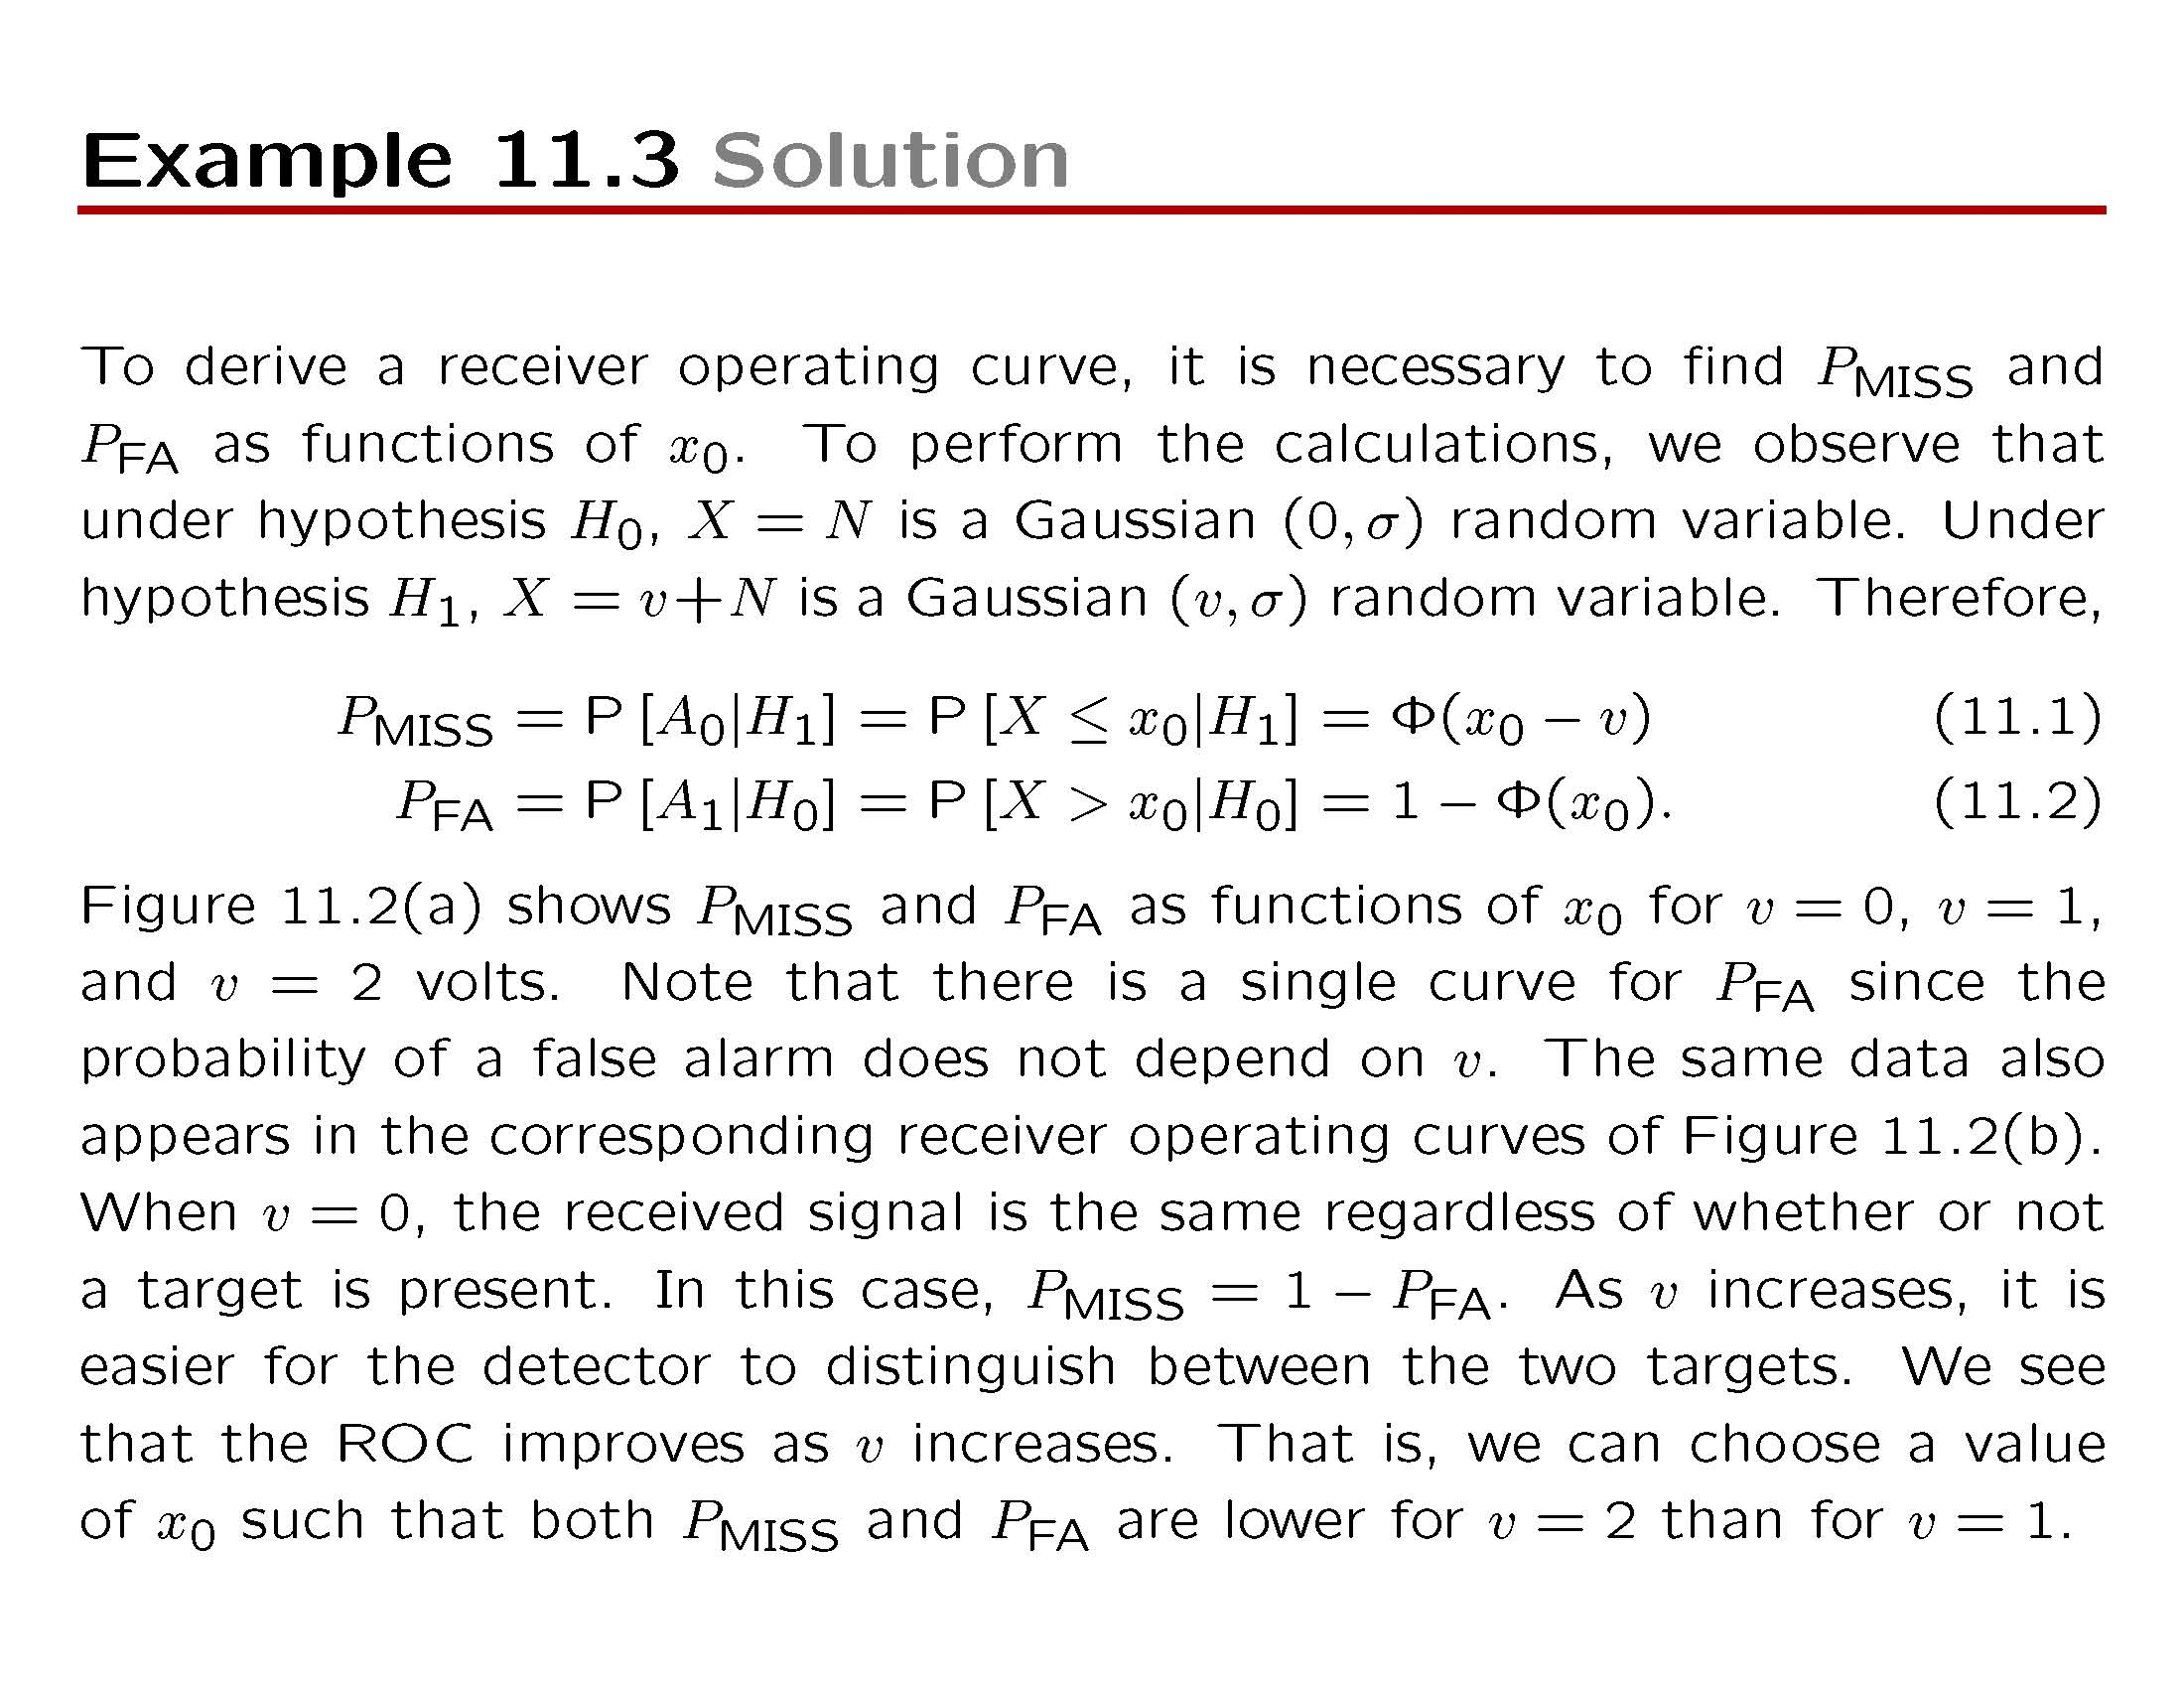 Example 11.3 Solution
To derive a receiver operating curve, it is necessary to find P_MISS and
P_FA as functions of x_0. To perform the calculations, we observe that
under hypothesis H_0, X = N is a Gaussian (0, σ) random variable. Under
hypothesis H_1, X = v+N is a Gaussian (v, σ) random variable. Therefore,
P_MISS = P [A_0|H_1] = P [X ≤ x_0|H_1] = Φ(x_0 − v) (11.1)
P_FA = P [A_1|H_0] = P [X > x_0|H_0] = 1 − Φ(x_0). (11.2)
Figure 11.2(a) shows P_MISS and P_FA as functions of x_0 for v = 0, v = 1,
and v = 2 volts. Note that there is a single curve for P_FA since the
probability of a false alarm does not depend on v. The same data also
appears in the corresponding receiver operating curves of Figure 11.2(b).
When v = 0, the received signal is the same regardless of whether or not
a target is present. In this case, P_MISS = 1 − P_FA. As v increases, it is
easier for the detector to distinguish between the two targets. We see
that the ROC improves as v increases. That is, we can choose a value
of x_0 such that both P_MISS and P_FA are lower for v = 2 than for v = 1.